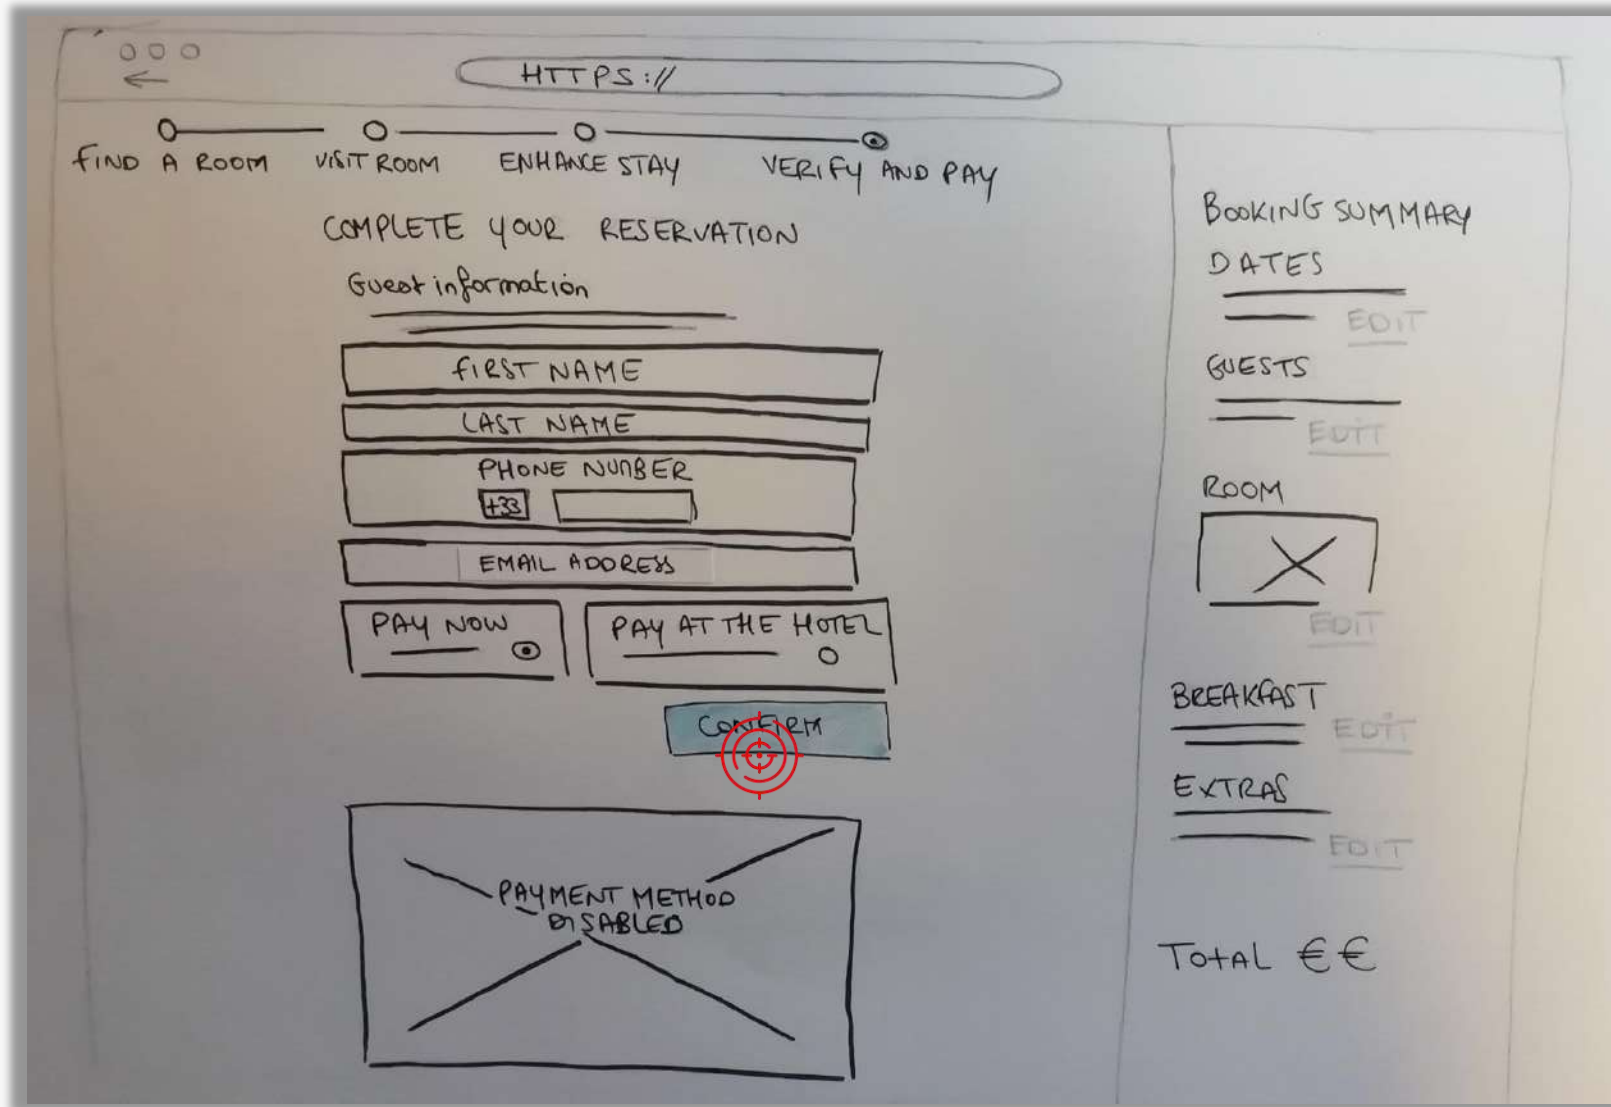 HTTPS://
FIND A ROOM
VISIT ROOM
ENHANCE STAY
VERIFY AND PAY
COMPLETE YOUR RESERVATION
Guest information
FIRST NAME
LAST NAME
PHONE NUMBER
+33
EMAIL ADDRESS
PAY NOW
PAY AT THE HOTEL
CONFIRM
PAYMENT METHOD
DISABLED
BOOKING SUMMARY
DATES
EDIT
GUESTS
EDIT
ROOM
EDIT
BREAKFAST
EDIT
EXTRAS
EDIT
TOTAL €€